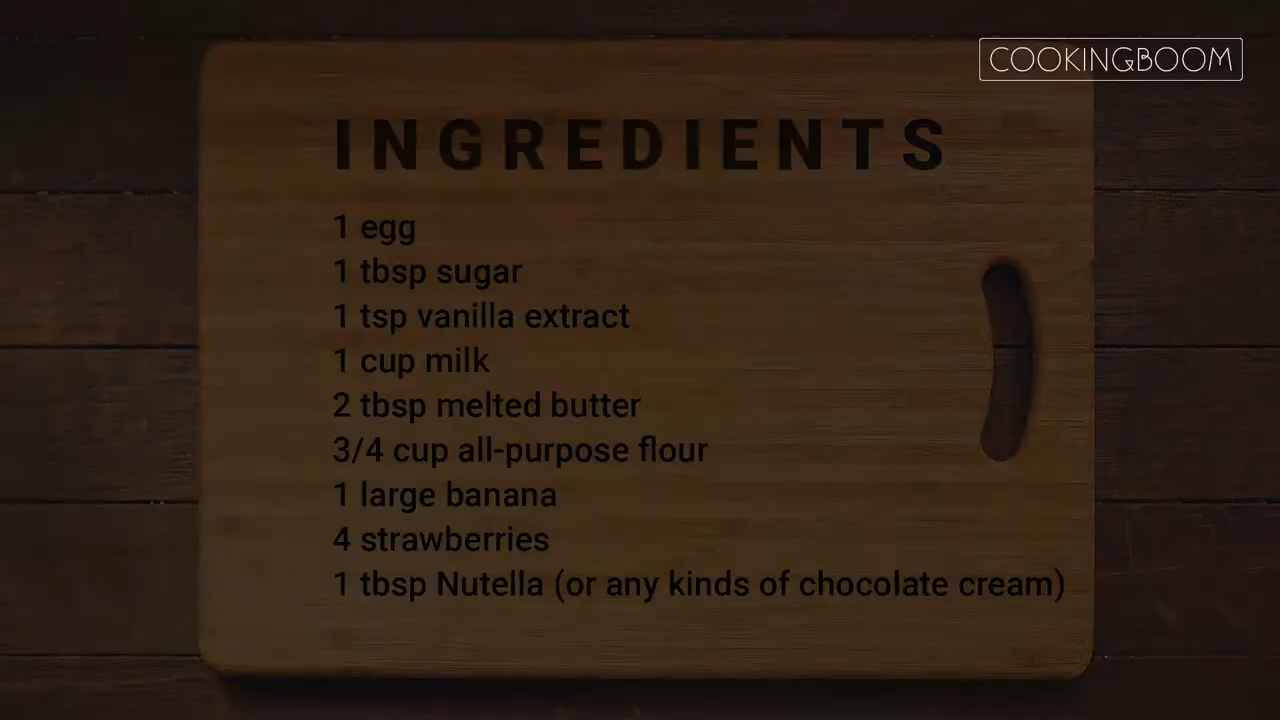 COOKINGBOOM
INGREDIENTS
1 egg
1 tbsp sugar
1 tsp vanilla extract
1 cup milk
2 tbsp melted butter
3/4 cup all-purpose flour
1 large banana
4 strawberries
1 tbsp Nutella (or any kinds of chocolate cream)